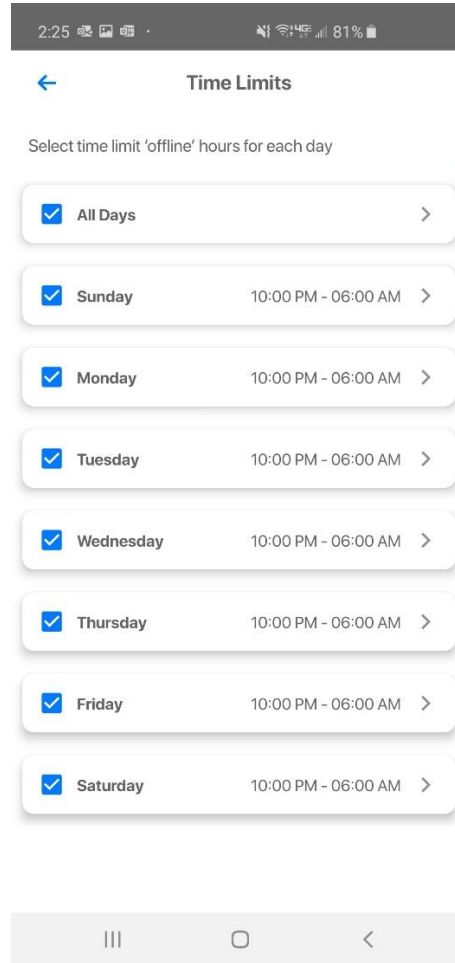 2:25 81%
Time Limits
Select time limit 'offline' hours for each day
All Days
Sunday 10:00 PM - 06:00 AM
Monday 10:00 PM - 06:00 AM
Tuesday 10:00 PM - 06:00 AM
Wednesday 10:00 PM - 06:00 AM
Thursday 10:00 PM - 06:00 AM
Friday 10:00 PM - 06:00 AM
Saturday 10:00 PM - 06:00 AM